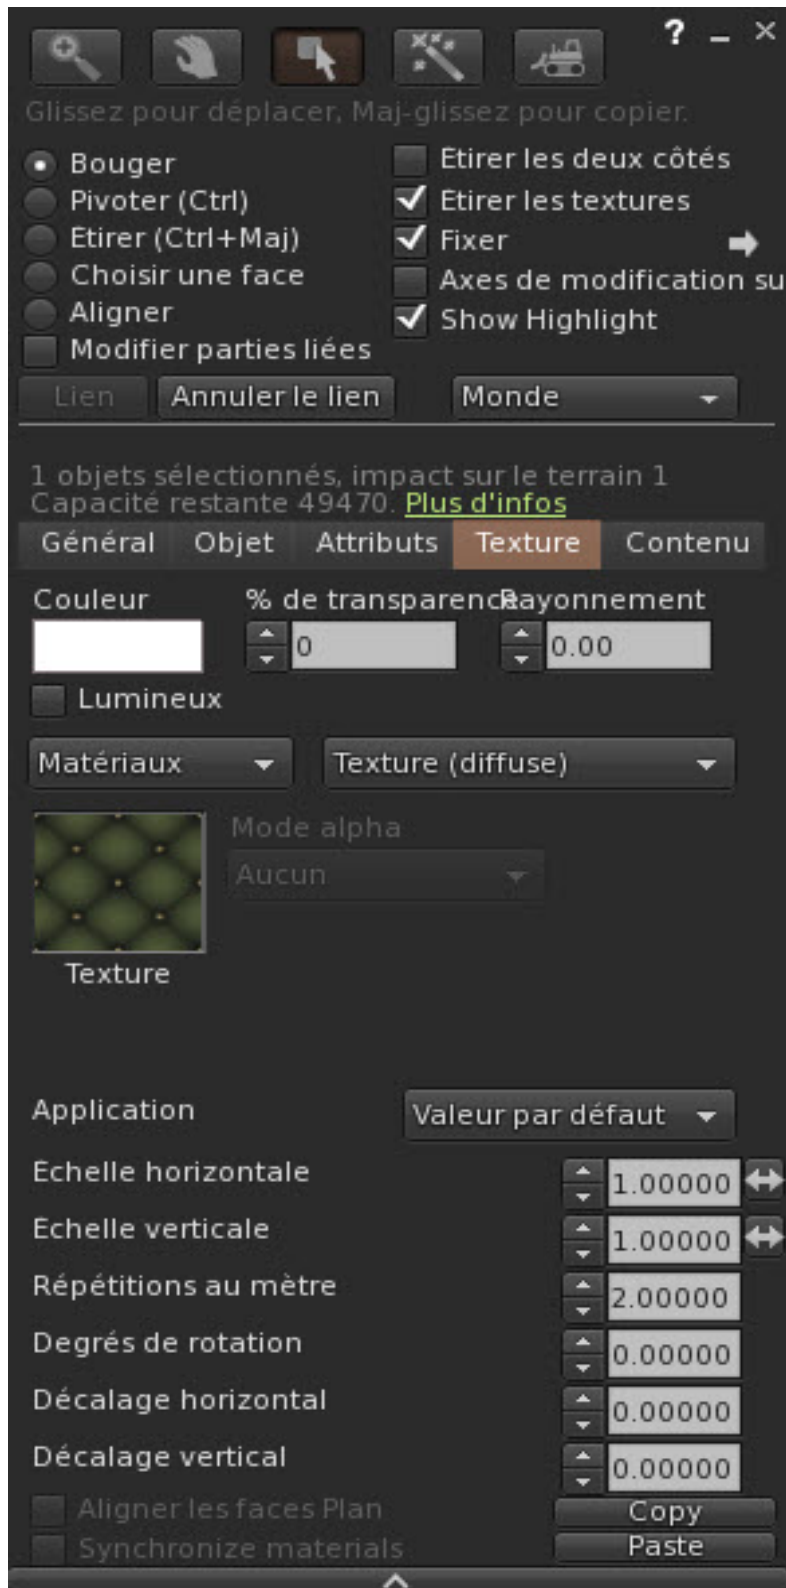 ?
Glissez pour déplacer, Maj-glissez pour copier.
Bouger
Pivoter (Ctrl)
Etirer (Ctrl+Maj)
Choisir une face
Aligner
Modifier parties liées
Etirer les deux côtés
Etirer les textures
Fixer
Axes de modification su
Show Highlight
Lien Annuler le lien Monde
1 objets sélectionnés, impact sur le terrain 1
Capacité restante 49470. Plus d'infos
Général Objet Attributs Texture Contenu
Couleur % de transparence Rayonnement
0 0.00
Lumineux
Matériaux Texture (diffuse)
Mode alpha
Aucun
Texture
Application Valeur par défaut
Echelle horizontale 1.00000
Echelle verticale 1.00000
Répétitions au mètre 2.00000
Degrés de rotation 0.00000
Décalage horizontal 0.00000
Décalage vertical 0.00000
Aligner les faces Plan Copy
Synchronize materials Paste